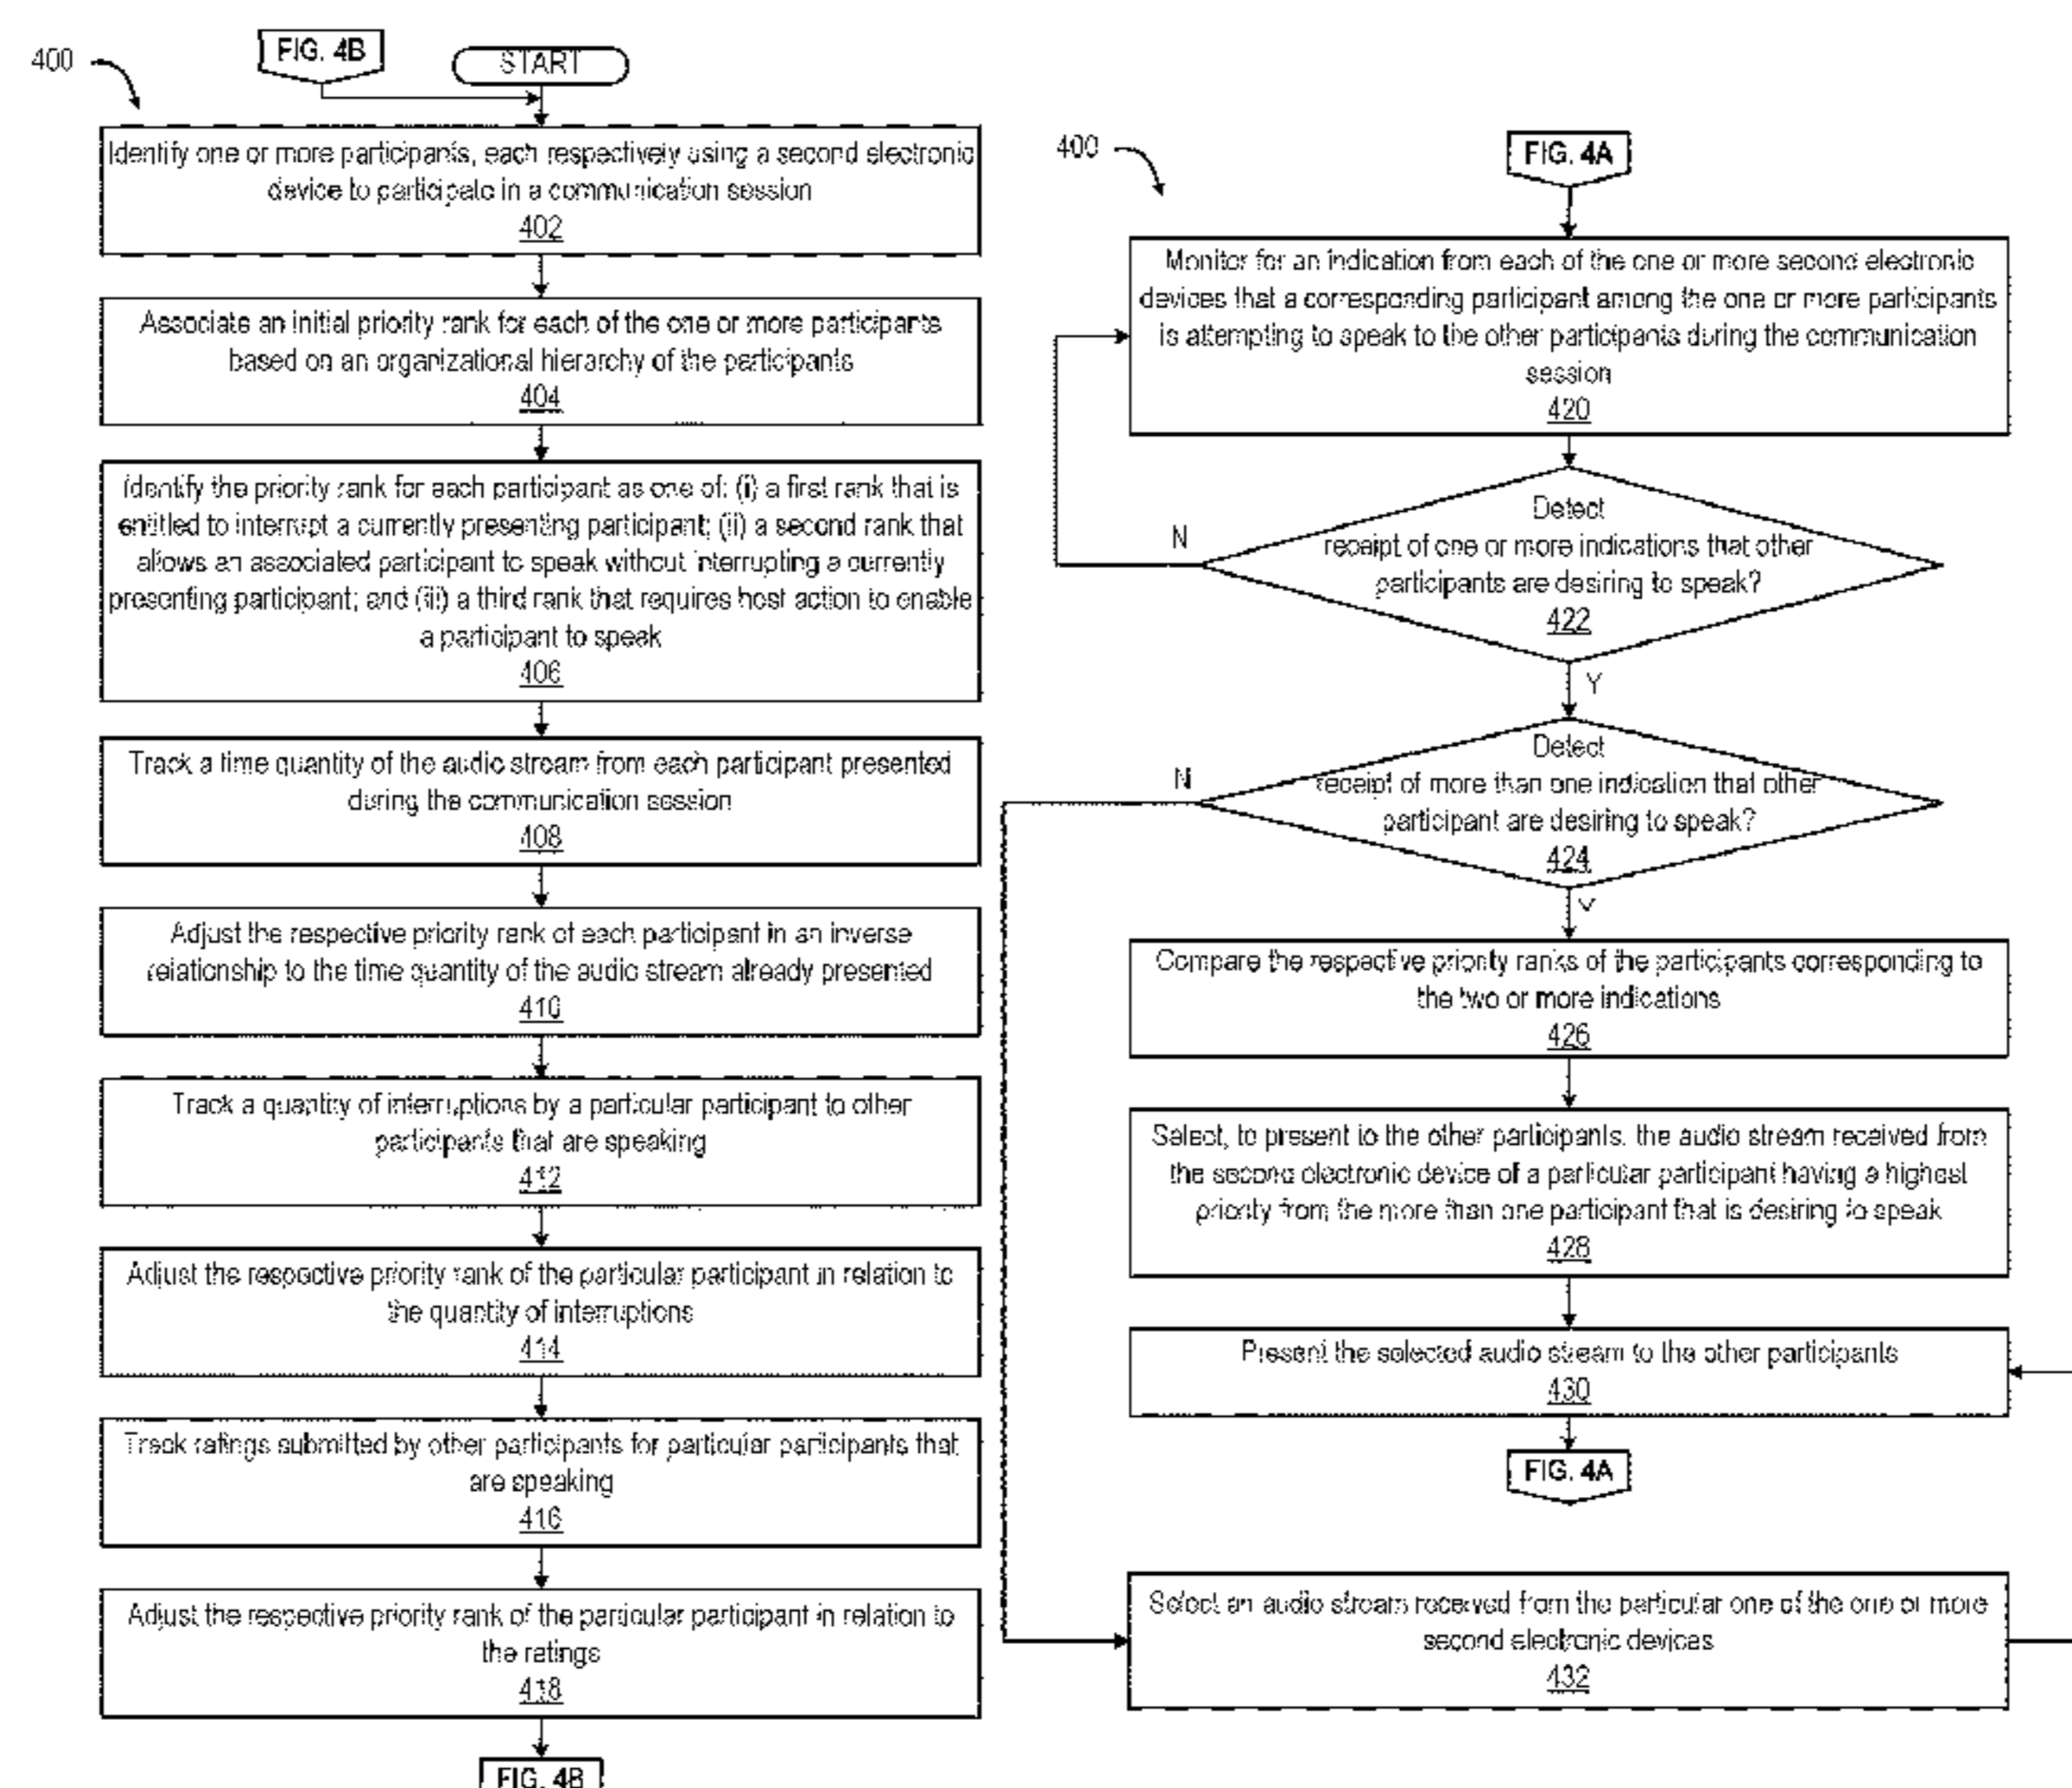 400
FIG. 4B
START
Identify one or more participants, each respectively using a second electronic
device to participate in a communication session
402
Associate an initial priority rank for each of the one or more participants
based on an organizational hierarchy of the participants
404
Identify the priority rank for each participant as one of: (i) a first rank that is
entitled to interrupt a currently presenting participant; (ii) a second rank that
allows an associated participant to speak without interrupting a currently
presenting participant; and (iii) a third rank that requires host action to enable
a participant to speak
406
Track a time quantity of the audio stream from each participant presented
during the communication session
408
Adjust the respective priority rank of each participant in an inverse
relationship to the time quantity of the audio stream already presented
410
Track a quantity of interruptions by a particular participant to other
participants that are speaking
412
Adjust the respective priority rank of the particular participant in relation to
the quantity of interruptions
414
Track ratings submitted by other participants for particular participants that
are speaking
416
Adjust the respective priority rank of the particular participant in relation to
the ratings
418
FIG. 4B
400
FIG. 4A
Monitor for an indication from each of the one or more second electronic
devices that a corresponding participant among the one or more participants
is attempting to speak to the other participants during the communication
session
420
Detect
receipt of one or more indications that other
participants are desiring to speak?
422
N
Y
Detect
receipt of more than one indication that other
participant are desiring to speak?
424
N
Y
Compare the respective priority ranks of the participants corresponding to
the two or more indications
426
Select, to present to the other participants, the audio stream received from
the second electronic device of a particular participant having a highest
priority from the more than one participant that is desiring to speak
428
Present the selected audio stream to the other participants
430
FIG. 4A
Select an audio stream received from the particular one of the one or more
second electronic devices
432